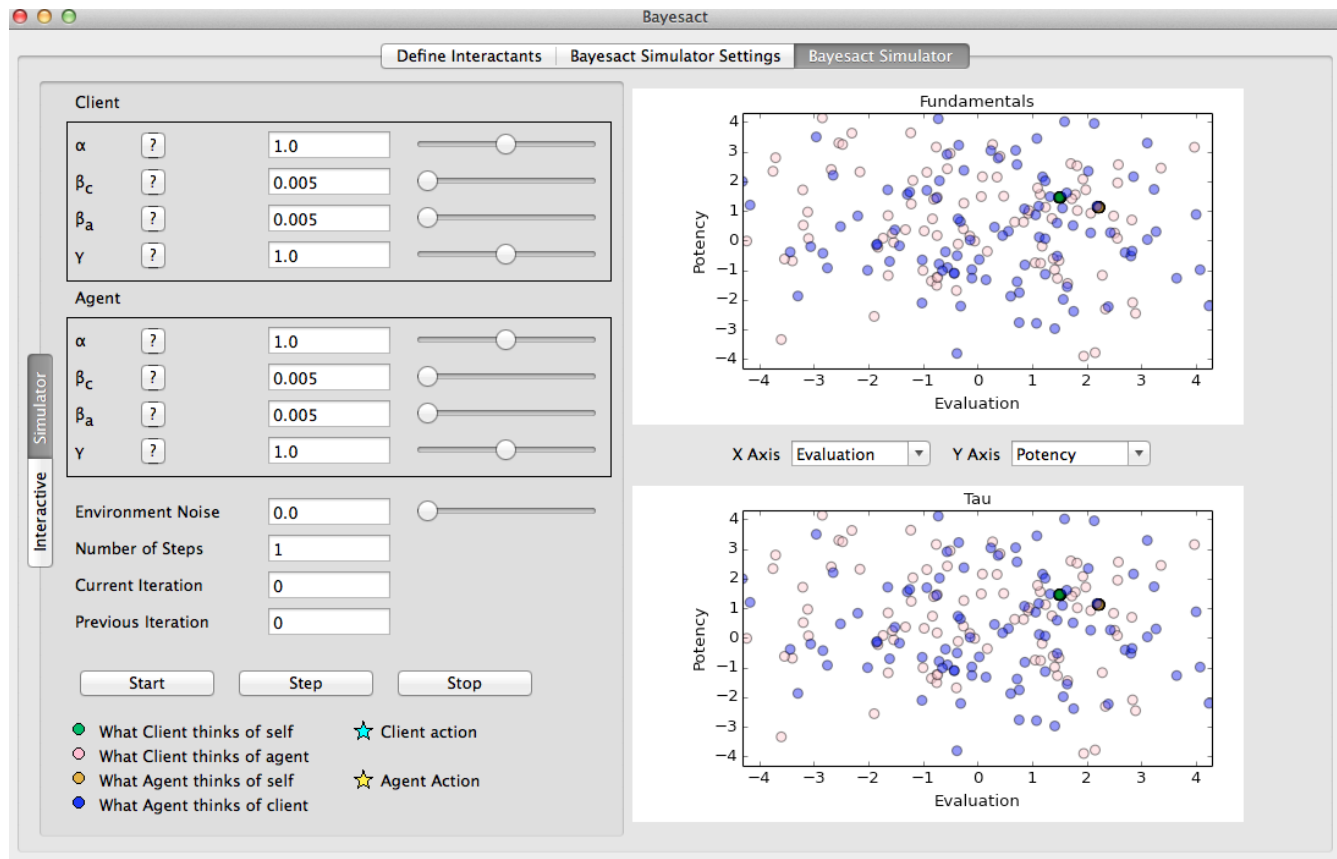 Bayesact
Define Interactants
Bayesact Simulator Settings
Bayesact Simulator
Simulator
Interactive
Client
α ? 1.0
βc ? 0.005
βa ? 0.005
γ ? 1.0
Agent
α ? 1.0
βc ? 0.005
βa ? 0.005
γ ? 1.0
Environment Noise 0.0
Number of Steps 1
Current Iteration 0
Previous Iteration 0
Start Step Stop
What Client thinks of self
What Client thinks of agent
What Agent thinks of self
What Agent thinks of client
Client action
Agent Action
Fundamentals
4
3
2
1
0
−1
−2
−3
−4
Potency
−4 −3 −2 −1 0 1 2 3 4
Evaluation
X Axis Evaluation Y Axis Potency
Tau
4
3
2
1
0
−1
−2
−3
−4
Potency
−4 −3 −2 −1 0 1 2 3 4
Evaluation